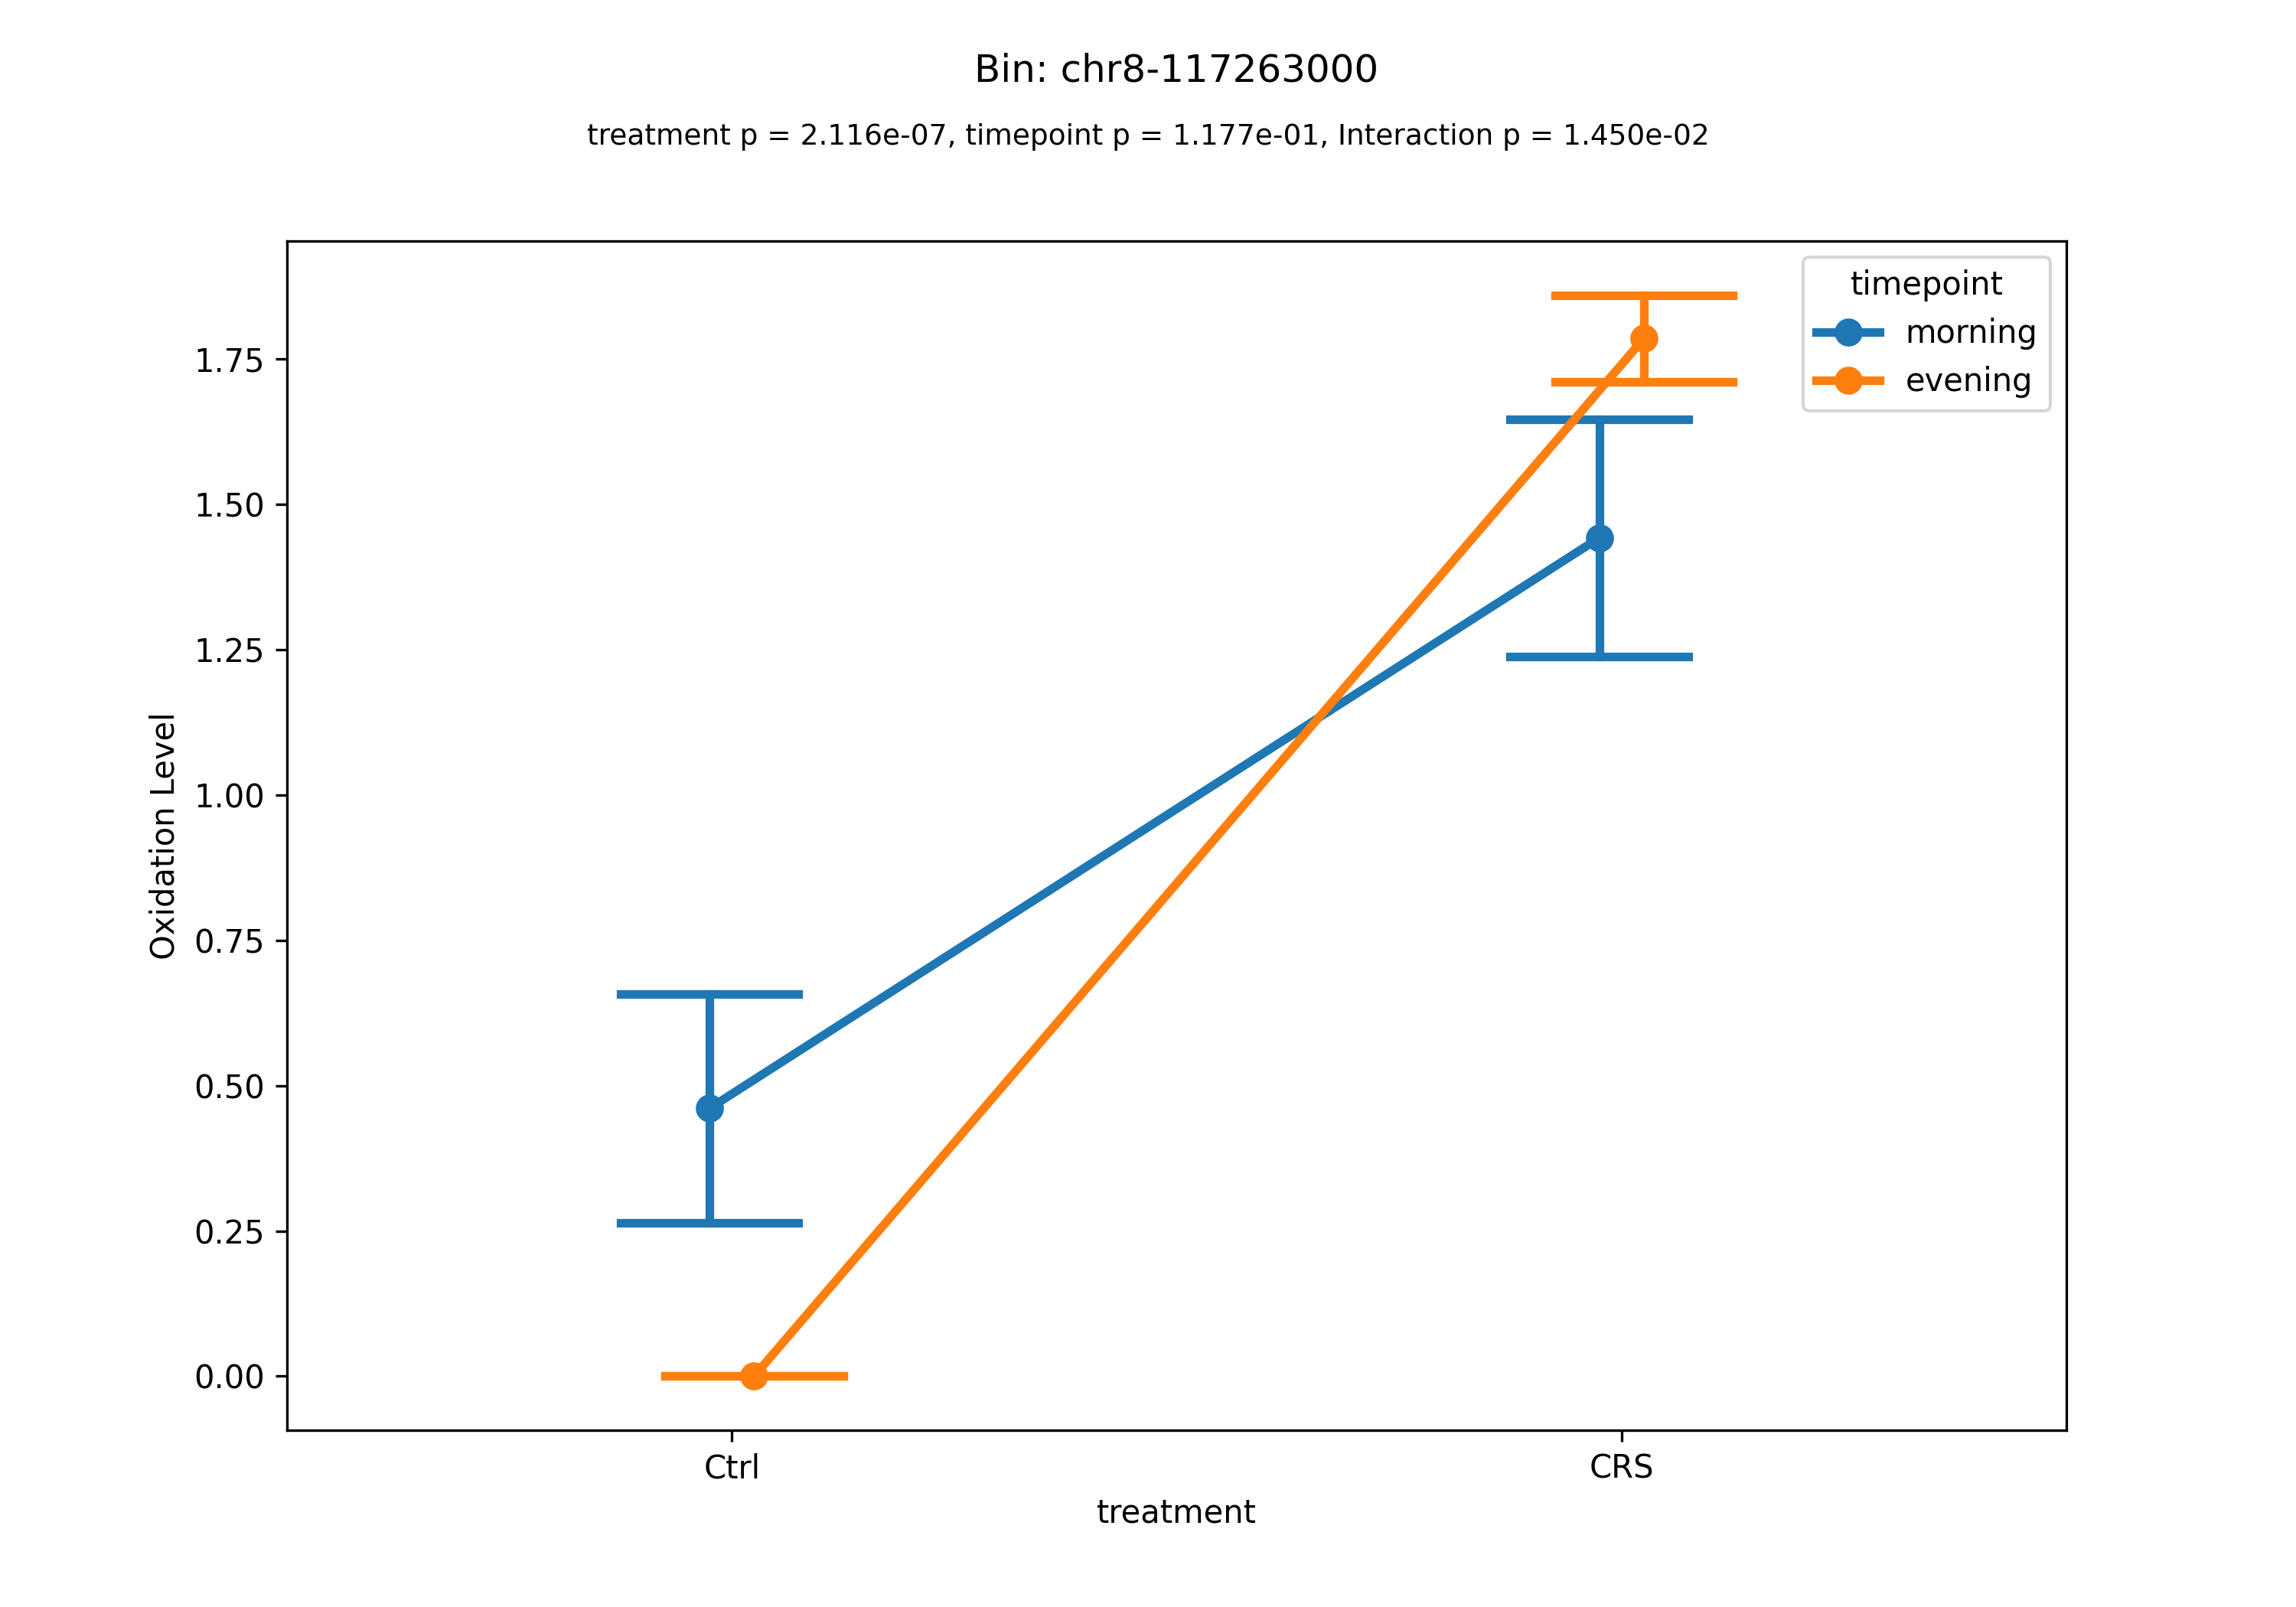 Bin: chr8-117263000
treatment p = 2.116e-07, timepoint p = 1.177e-01, Interaction p = 1.450e-02
timepoint
morning
evening
1.75
1.50
1.25
1.00
0.75
0.50
0.25
0.00
Oxidation Level
Ctrl
CRS
treatment